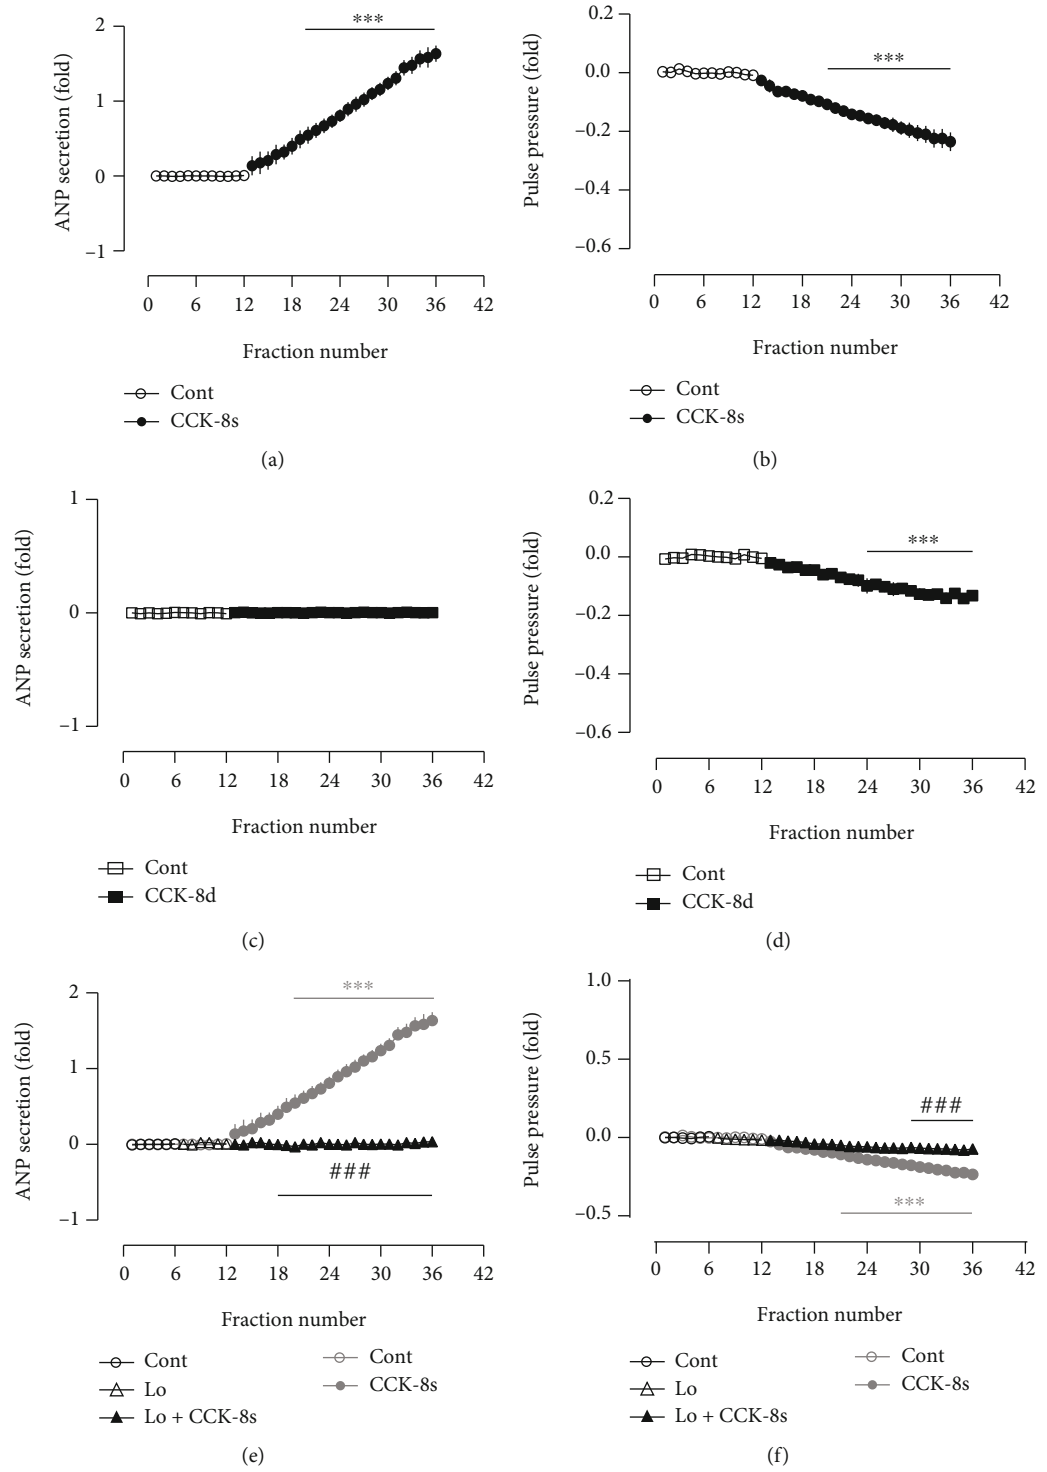 2
1
0
−1
ANP secretion (fold)
***
0 6 12 18 24 30 36 42
Fraction number
Cont
CCK-8s
(a)
0.2
0.0
−0.2
−0.4
−0.6
Pulse pressure (fold)
***
0 6 12 18 24 30 36 42
Fraction number
Cont
CCK-8s
(b)
1
0
−1
ANP secretion (fold)
0 6 12 18 24 30 36 42
Fraction number
Cont
CCK-8d
(c)
0.2
0.0
−0.2
−0.4
−0.6
Pulse pressure (fold)
***
0 6 12 18 24 30 36 42
Fraction number
Cont
CCK-8d
(d)
2
1
0
−1
ANP secretion (fold)
***
###
0 6 12 18 24 30 36 42
Fraction number
Cont
Lo
Lo + CCK-8s
Cont
CCK-8s
(e)
1.0
0.5
0.0
−0.5
Pulse pressure (fold)
###
***
0 6 12 18 24 30 36 42
Fraction number
Cont
Lo
Lo + CCK-8s
Cont
CCK-8s
(f)